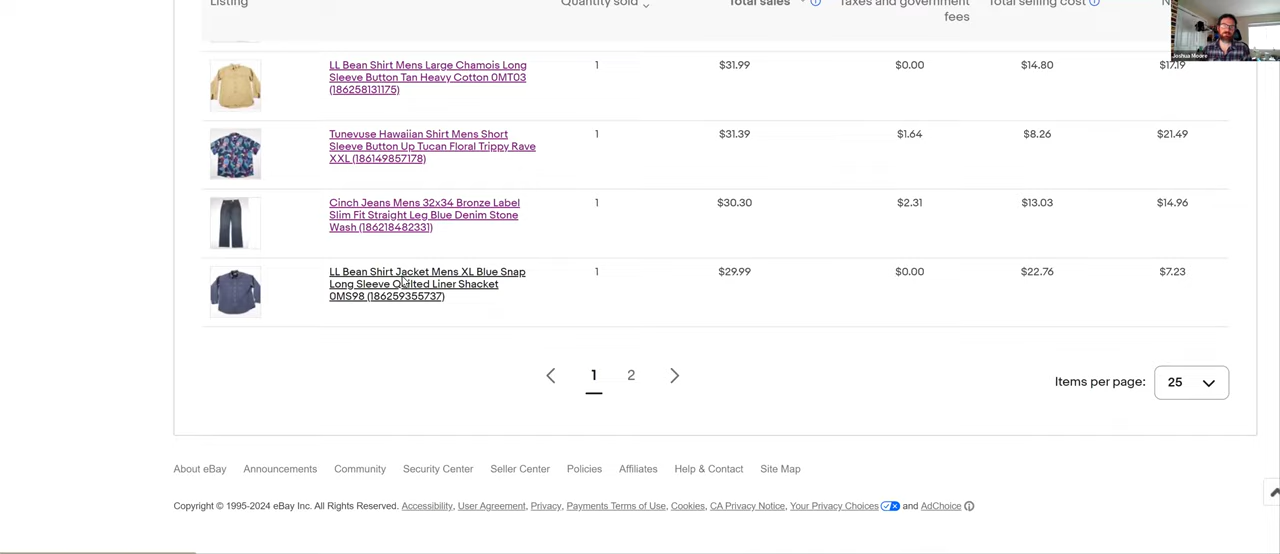 Listing
Quantity sold
Total sales
Taxes and government
fees
Total selling cost
Joshua Moore
LL Bean Shirt Mens Large Chamois Long
Sleeve Button Tan Heavy Cotton 0MT03
(186258131175)
1
$31.99
$0.00
$14.80
$17.19
Tunevuse Hawaiian Shirt Mens Short
Sleeve Button Up Tucan Floral Trippy Rave
XXL (186149857178)
1
$31.39
$1.64
$8.26
$21.49
Cinch Jeans Mens 32x34 Bronze Label
Slim Fit Straight Leg Blue Denim Stone
Wash (186218482331)
1
$30.30
$2.31
$13.03
$14.96
LL Bean Shirt Jacket Mens XL Blue Snap
Long Sleeve Quilted Liner Shacket
0MS98 (186259355737)
1
$29.99
$0.00
$22.76
$7.23
1
2
Items per page:
25
About eBay
Announcements
Community
Security Center
Seller Center
Policies
Affiliates
Help & Contact
Site Map
Copyright © 1995-2024 eBay Inc. All Rights Reserved. Accessibility, User Agreement, Privacy, Payments Terms of Use, Cookies, CA Privacy Notice, Your Privacy Choices and AdChoice